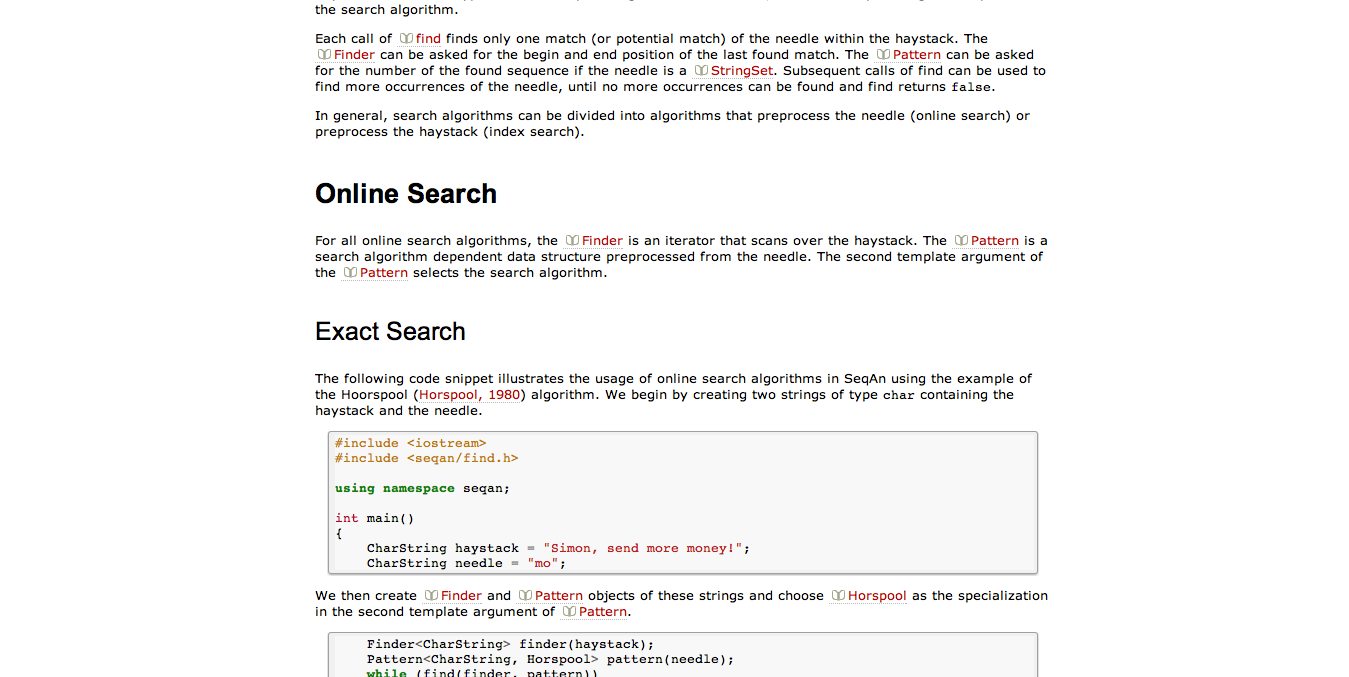 the search algorithm.
Each call of find finds only one match (or potential match) of the needle within the haystack. The
Finder can be asked for the begin and end position of the last found match. The Pattern can be asked
for the number of the found sequence if the needle is a StringSet. Subsequent calls of find can be used to
find more occurrences of the needle, until no more occurrences can be found and find returns false.
In general, search algorithms can be divided into algorithms that preprocess the needle (online search) or
preprocess the haystack (index search).
Online Search
For all online search algorithms, the Finder is an iterator that scans over the haystack. The Pattern is a
search algorithm dependent data structure preprocessed from the needle. The second template argument of
the Pattern selects the search algorithm.
Exact Search
The following code snippet illustrates the usage of online search algorithms in SeqAn using the example of
the Hoorspool (Horspool, 1980) algorithm. We begin by creating two strings of type char containing the
haystack and the needle.
#include <iostream>
#include <seqan/find.h>
using namespace seqan;
int main()
{
    CharString haystack = "Simon, send more money!";
    CharString needle = "mo";
We then create Finder and Pattern objects of these strings and choose Horspool as the specialization
in the second template argument of Pattern.
    Finder<CharString> finder(haystack);
    Pattern<CharString, Horspool> pattern(needle);
    while (find(finder, pattern))